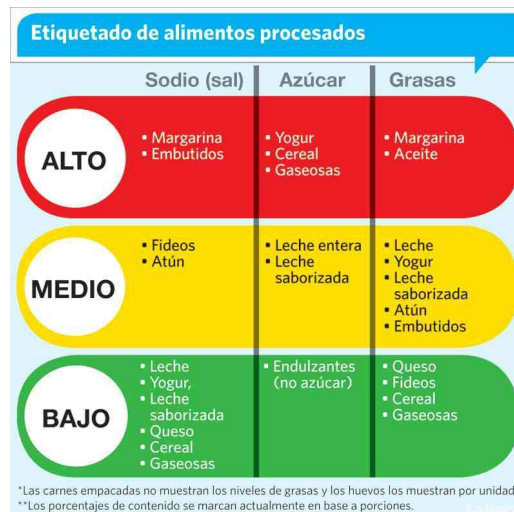 Etiquetado de alimentos procesados
Sodio (sal) Azúcar Grasas
ALTO
• Margarina
• Embutidos
• Yogur
• Cereal
• Gaseosas
• Margarina
• Aceite
MEDIO
• Fideos
• Atún
• Leche entera
• Leche
saborizada
• Leche
• Yogur
• Leche
saborizada
• Atún
• Embutidos
BAJO
• Leche
• Yogur,
• Leche
saborizada
• Queso
• Cereal
• Gaseosas
• Endulzantes
(no azúcar)
• Queso
• Fideos
• Cereal
• Gaseosas
*Las carnes empacadas no muestran los niveles de grasas y los huevos los muestran por unidad
**Los porcentajes de contenido se marcan actualmente en base a porciones.